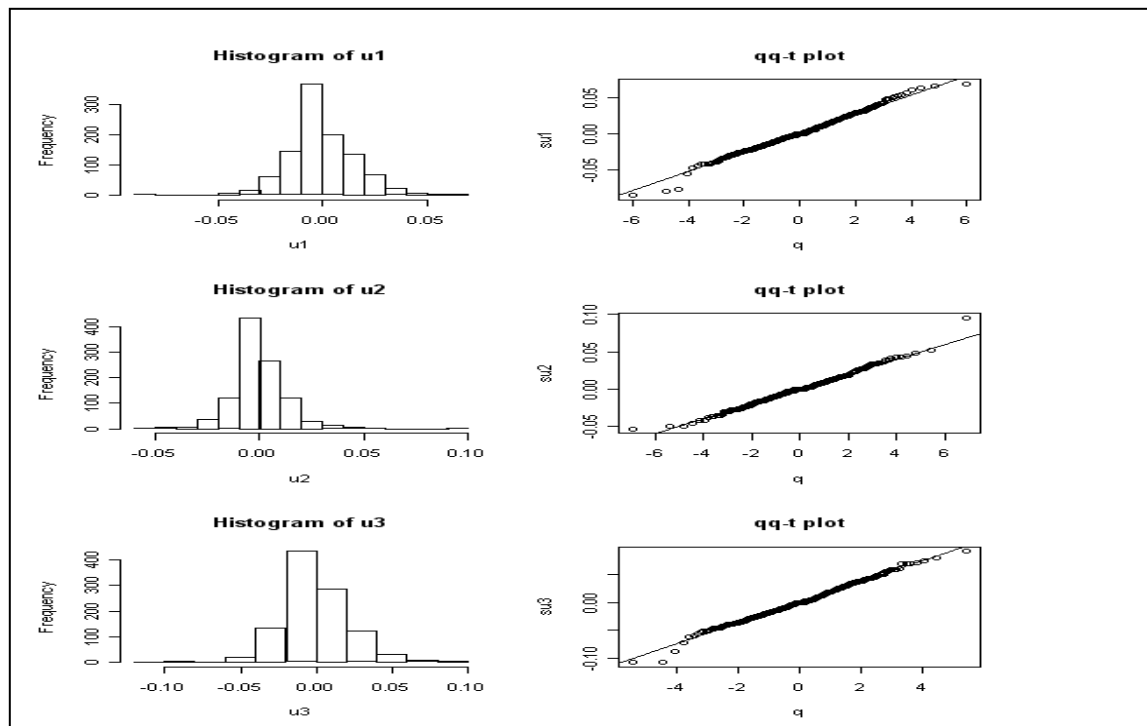 Histogram of u1
Frequency
0 100 200 300
-0.05 0.00 0.05
u1
qq-t plot
su1
-0.05 0.00 0.05
-6 -4 -2 0 2 4 6
q
Histogram of u2
Frequency
0 100 200 300 400
-0.05 0.00 0.05 0.10
u2
qq-t plot
su2
-0.05 0.00 0.05 0.10
-6 -4 -2 0 2 4 6
q
Histogram of u3
Frequency
0 100 200 300 400
-0.10 -0.05 0.00 0.05 0.10
u3
qq-t plot
su3
-0.10 0.00
-4 -2 0 2 4
q